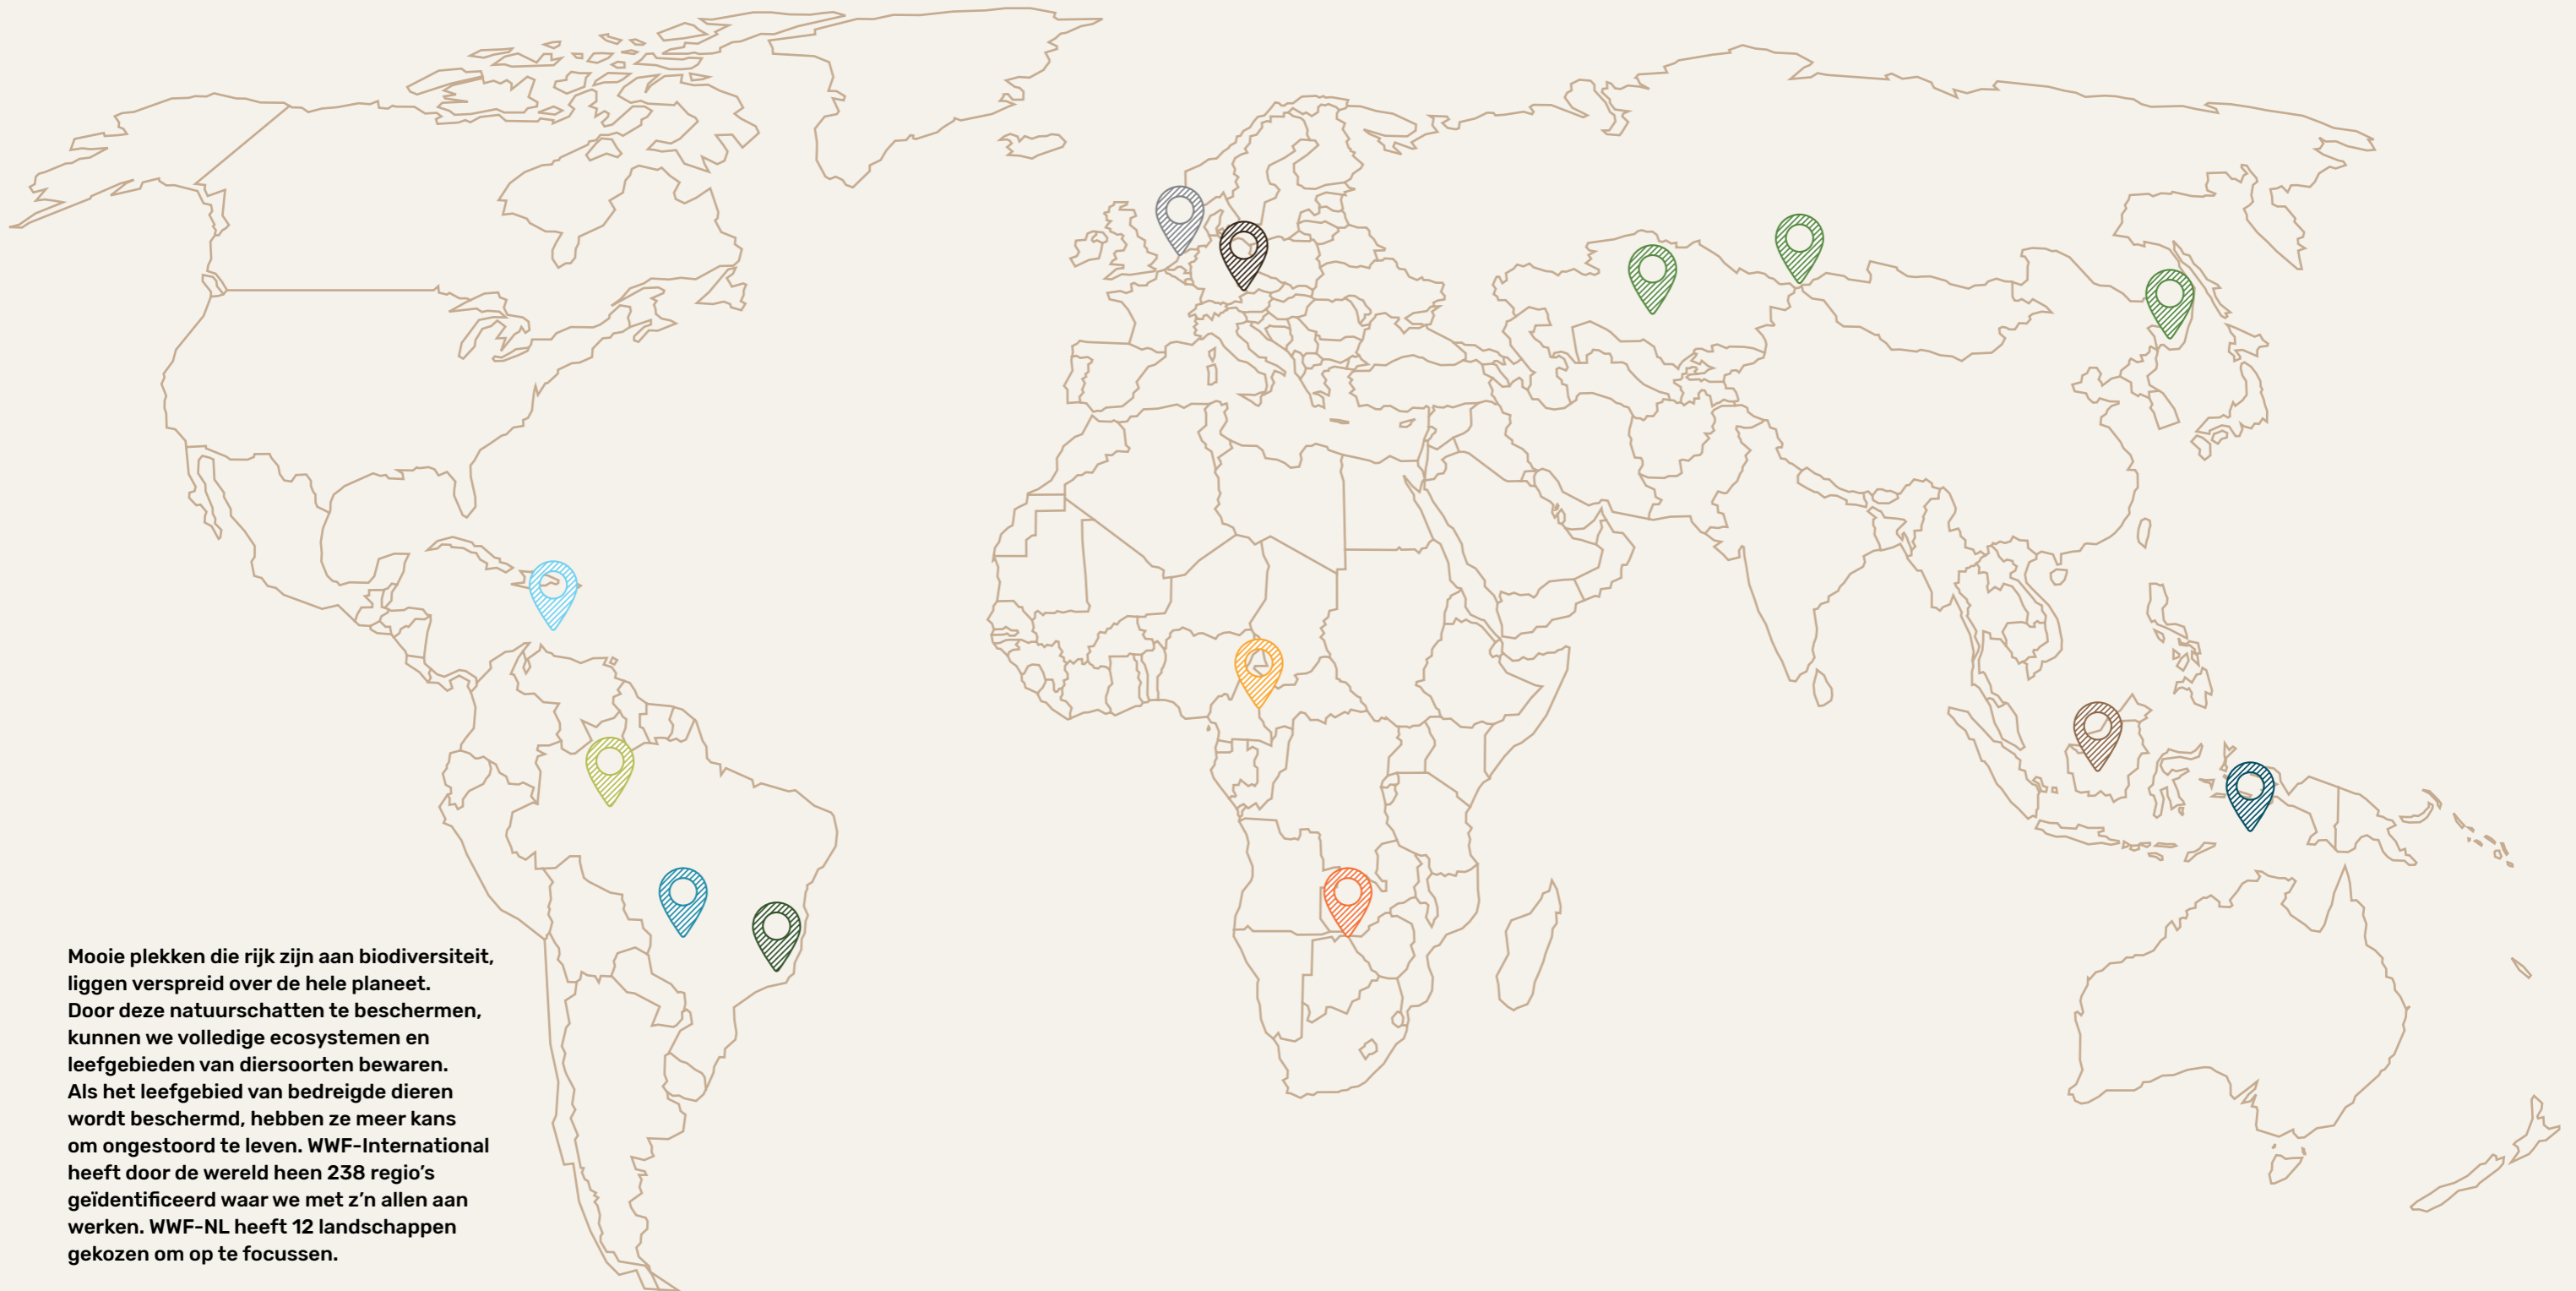 Mooie plekken die rijk zijn aan biodiversiteit,
liggen verspreid over de hele planeet.
Door deze natuurschatten te beschermen,
kunnen we volledige ecosystemen en
leefgebieden van diersoorten bewaren.
Als het leefgebied van bedreigde dieren
wordt beschermd, hebben ze meer kans
om ongestoord te leven. WWF-International
heeft door de wereld heen 238 regio’s
geïdentificeerd waar we met z’n allen aan
werken. WWF-NL heeft 12 landschappen
gekozen om op te focussen.